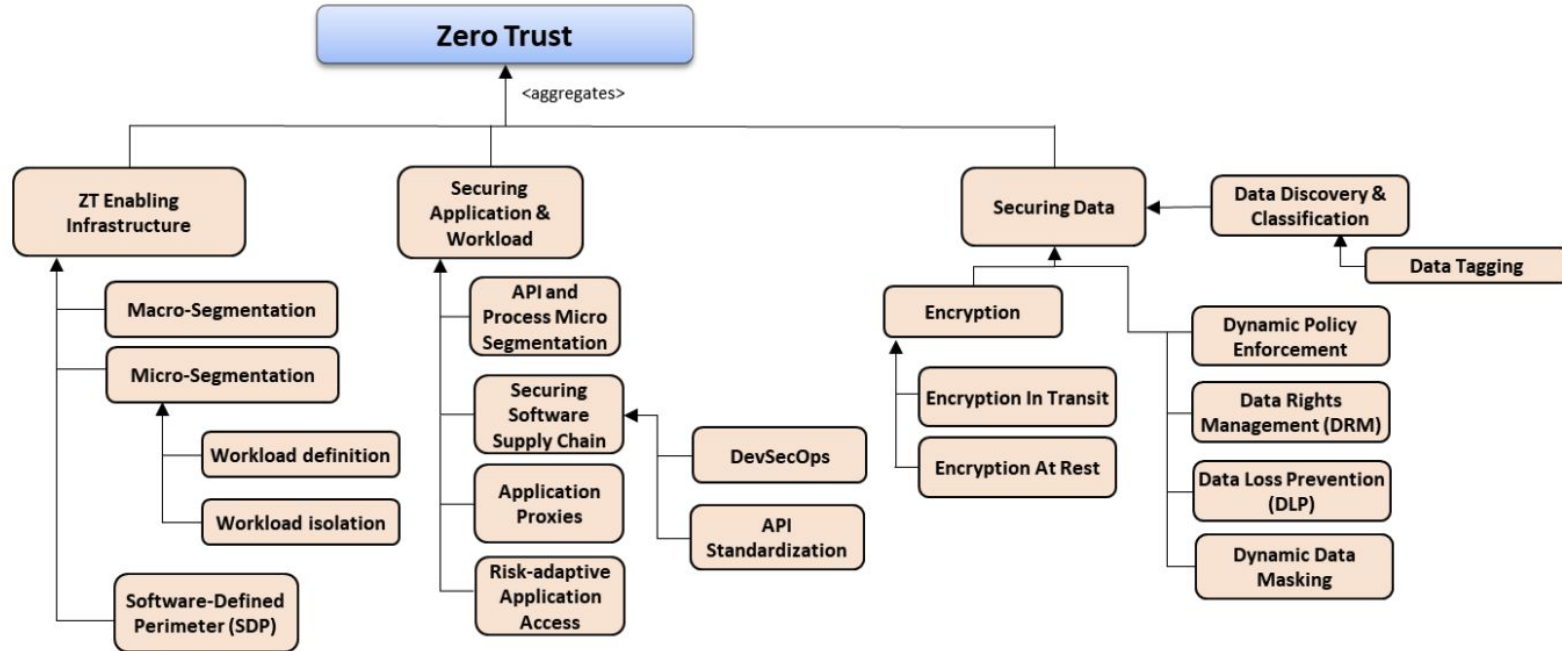 Zero Trust
<aggregates>
ZT Enabling
Infrastructure
Macro-Segmentation
Micro-Segmentation
Workload definition
Workload isolation
Software-Defined
Perimeter (SDP)
Securing
Application &
Workload
API and
Process Micro
Segmentation
Securing
Software
Supply Chain
DevSecOps
API
Standardization
Application
Proxies
Risk-adaptive
Application
Access
Securing Data
Data Discovery &
Classification
Data Tagging
Encryption
Encryption In Transit
Encryption At Rest
Dynamic Policy
Enforcement
Data Rights
Management (DRM)
Data Loss Prevention
(DLP)
Dynamic Data
Masking